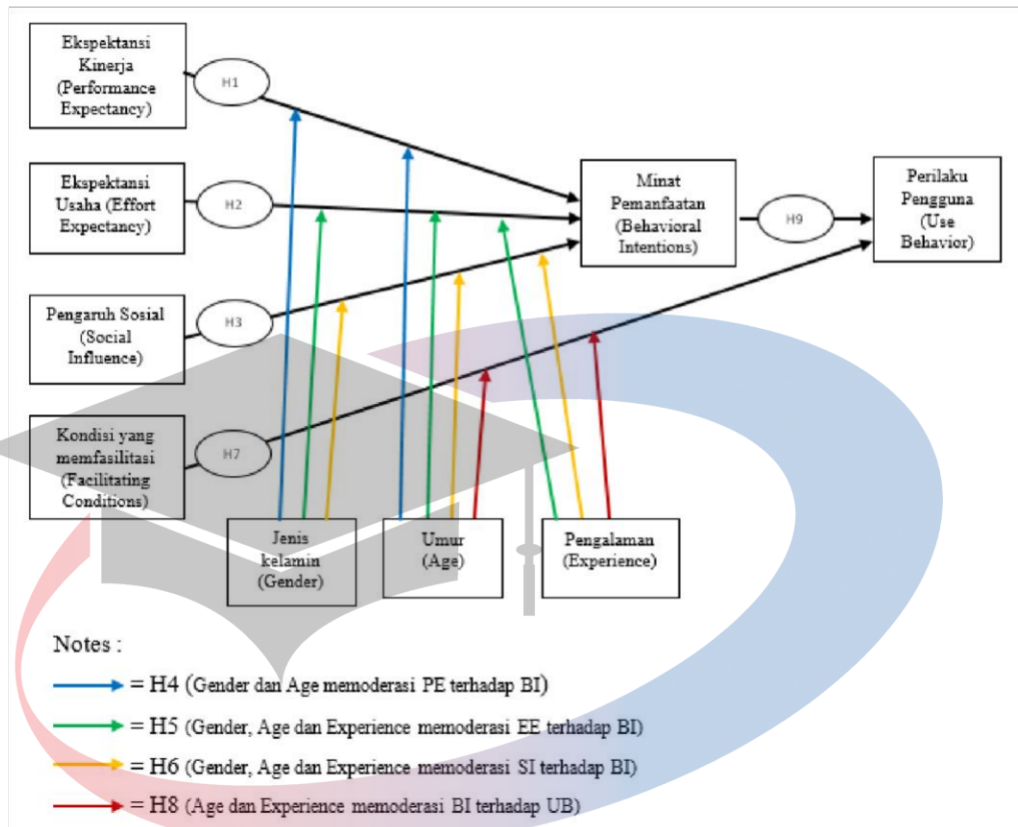 Ekspektansi
Kinerja
(Performance
Expectancy)
H1
Ekspektansi
Usaha (Effort
Expectancy)
H2
Minat
Pemanfaatan
(Behavioral
Intentions)
H9
Perilaku
Pengguna
(Use
Behavior)
Pengaruh Sosial
(Social
Influence)
H3
Kondisi yang
memfasilitasi
(Facilitating
Conditions)
H7
Jenis
kelamin
(Gender)
Umur
(Age)
Pengalaman
(Experience)
Notes :
= H4 (Gender dan Age memoderasi PE terhadap BI)
= H5 (Gender, Age dan Experience memoderasi EE terhadap BI)
= H6 (Gender, Age dan Experience memoderasi SI terhadap BI)
= H8 (Age dan Experience memoderasi BI terhadap UB)